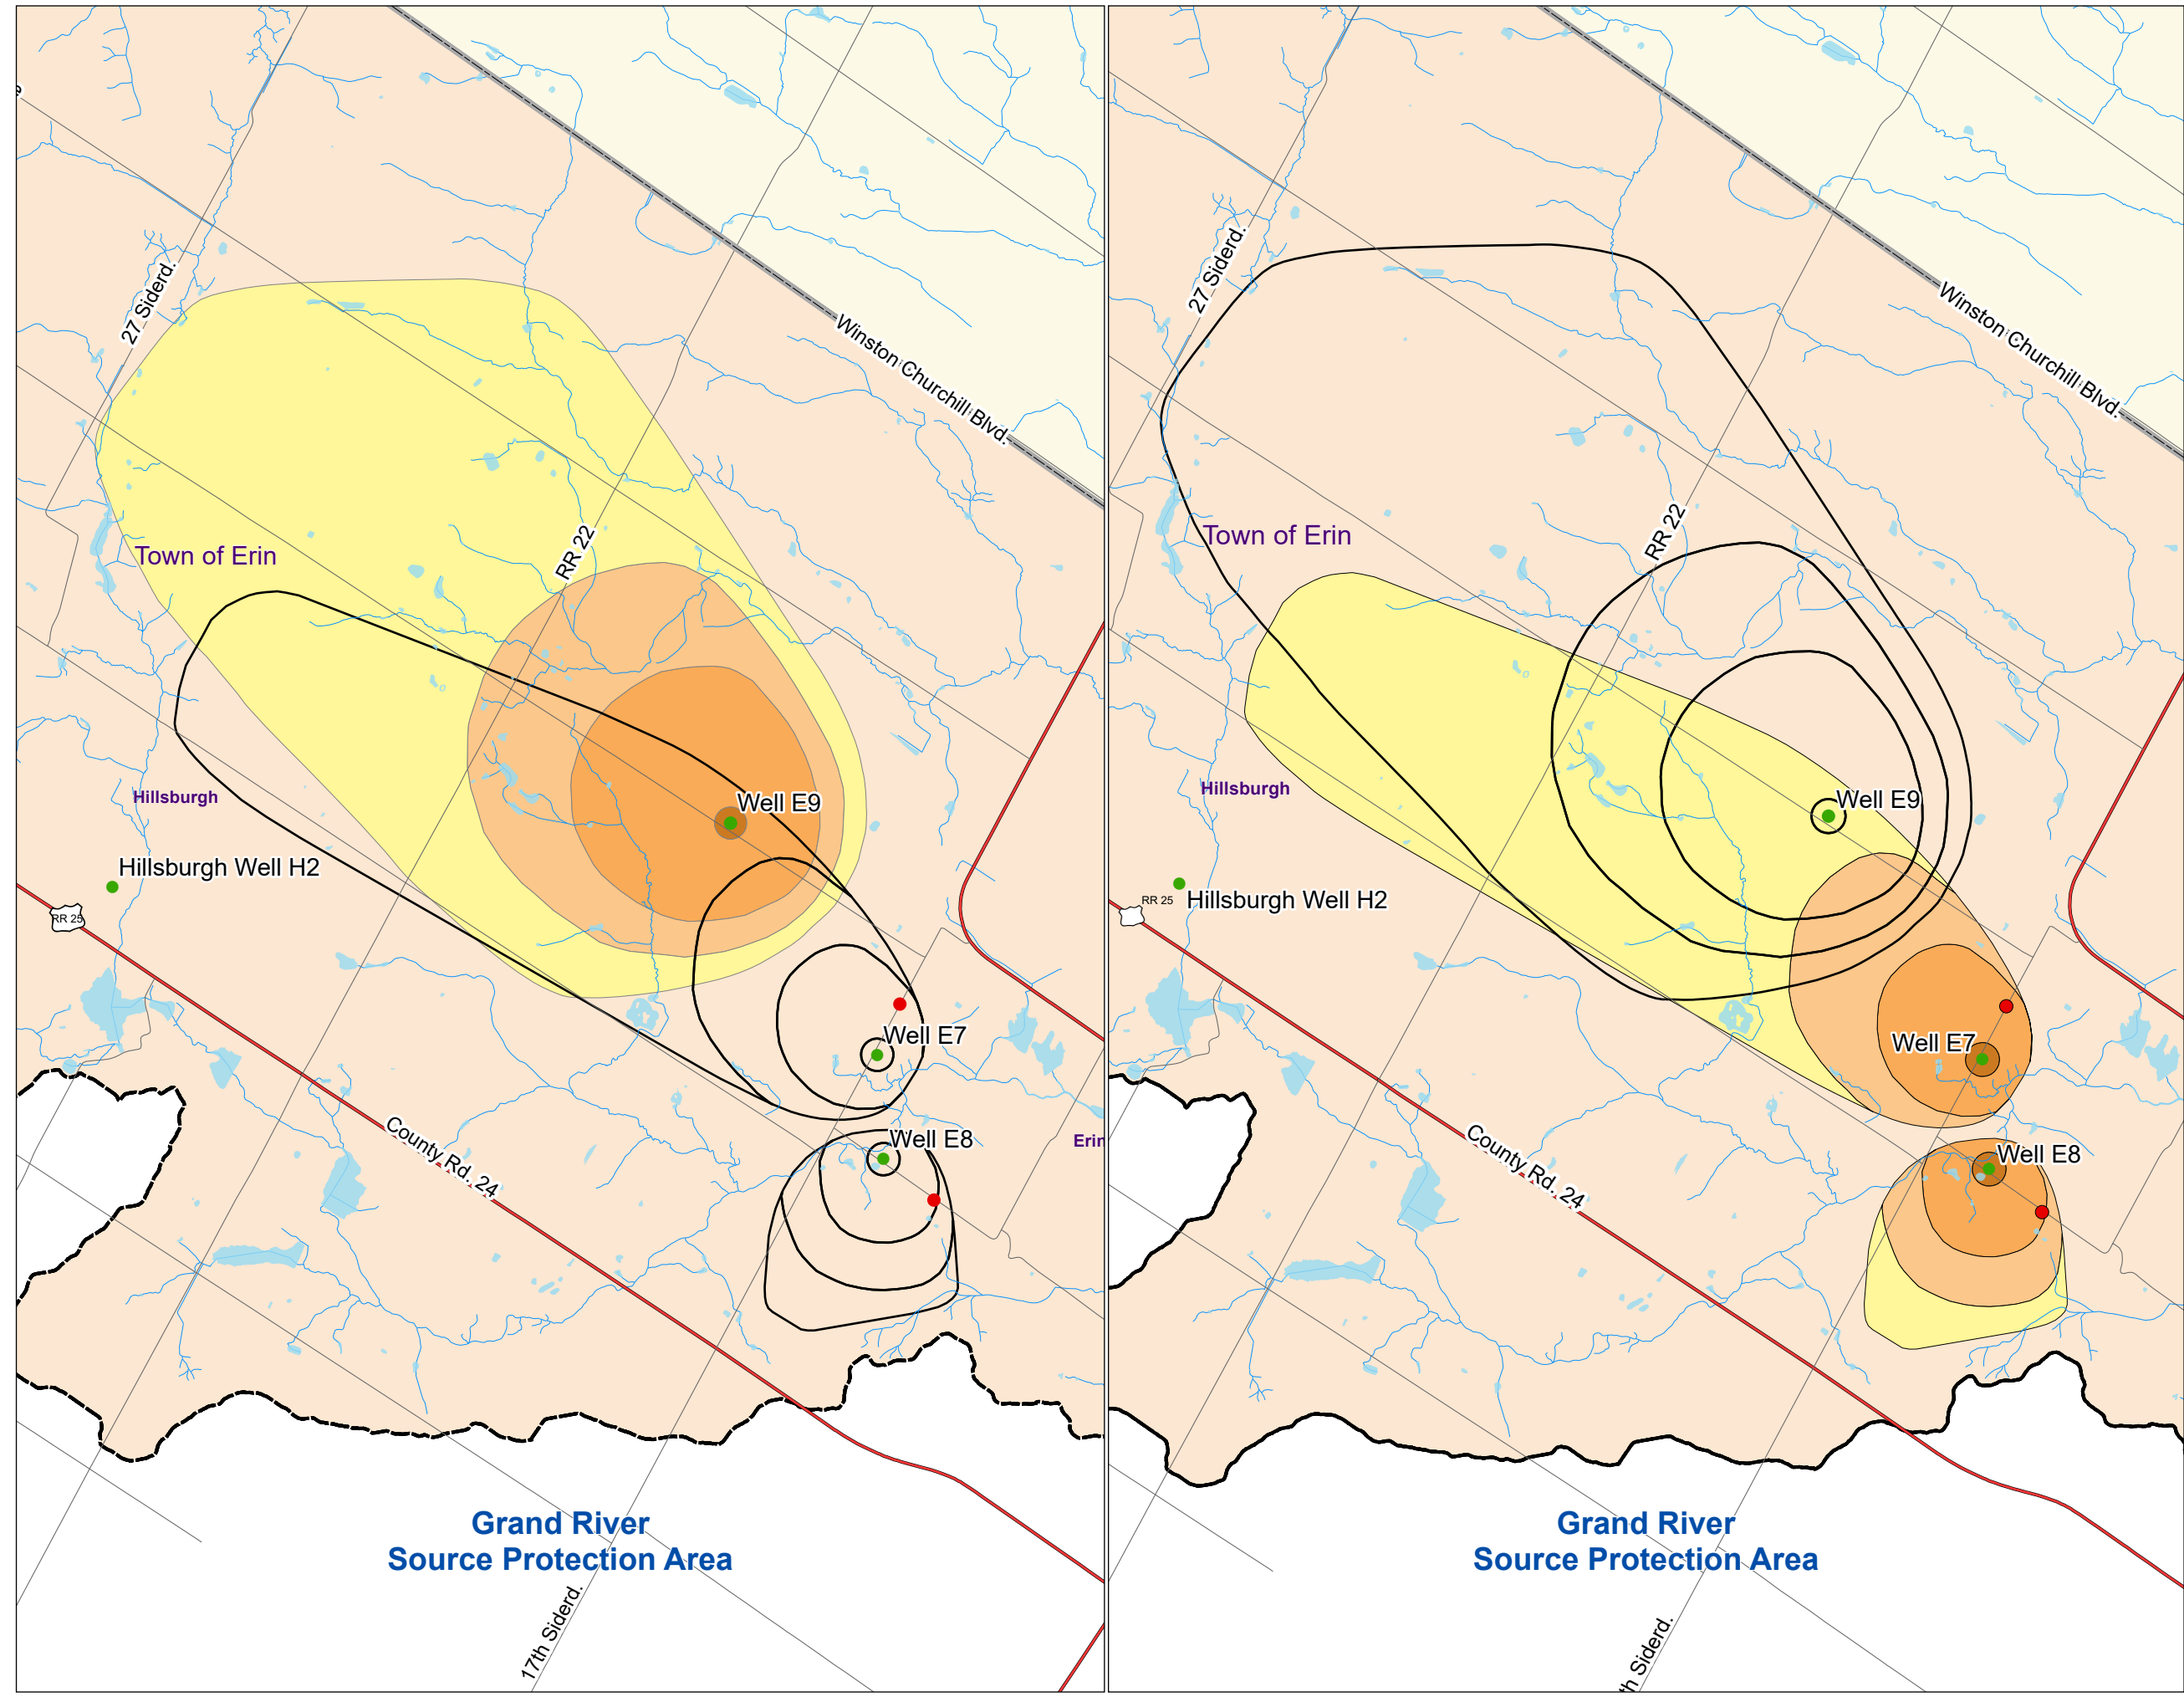 27 Siderd.
Winston Churchill Blvd.
Town of Erin
RR 22
Hillsburgh
Well E9
Hillsburgh Well H2
RR 25
Well E7
County Rd. 24
Well E8
Erin
Grand River
Source Protection Area
17th Siderd.
27 Siderd.
Winston Churchill Blvd.
Town of Erin
RR 22
Hillsburgh
Well E9
RR 25
Hillsburgh Well H2
Well E7
County Rd. 24
Well E8
Grand River
Source Protection Area
th Siderd.